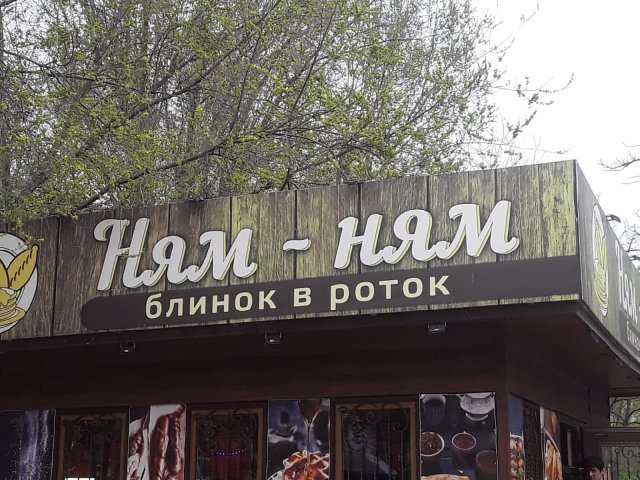 Ням - ням
блинок в роток